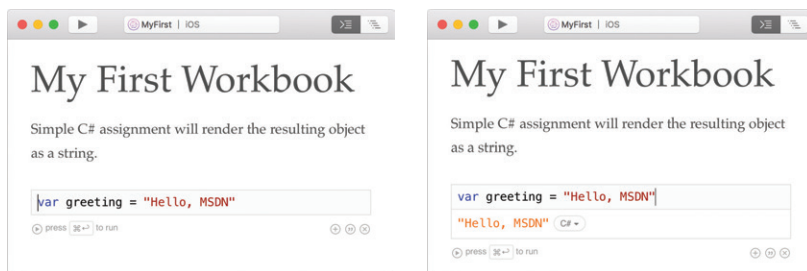 MyFirst | iOS
My First Workbook
Simple C# assignment will render the resulting object
as a string.
var greeting = "Hello, MSDN"
press ⌘↩ to run
MyFirst | iOS
My First Workbook
Simple C# assignment will render the resulting object
as a string.
var greeting = "Hello, MSDN"
"Hello, MSDN" C#
press ⌘↩ to run